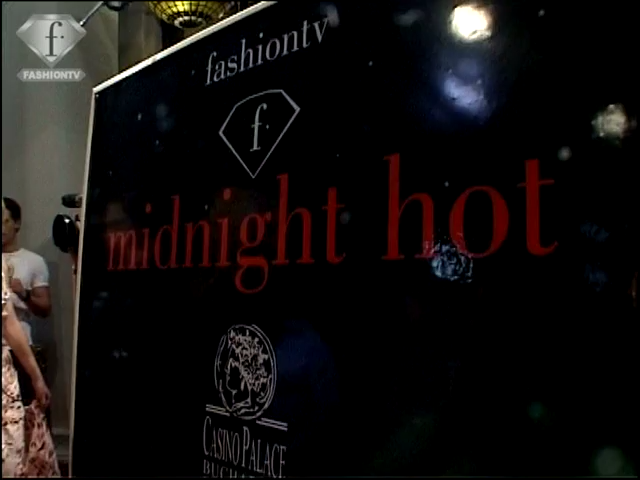 f
FASHIONTV
fashiontv
f
midnight hot
CASINO PALACE